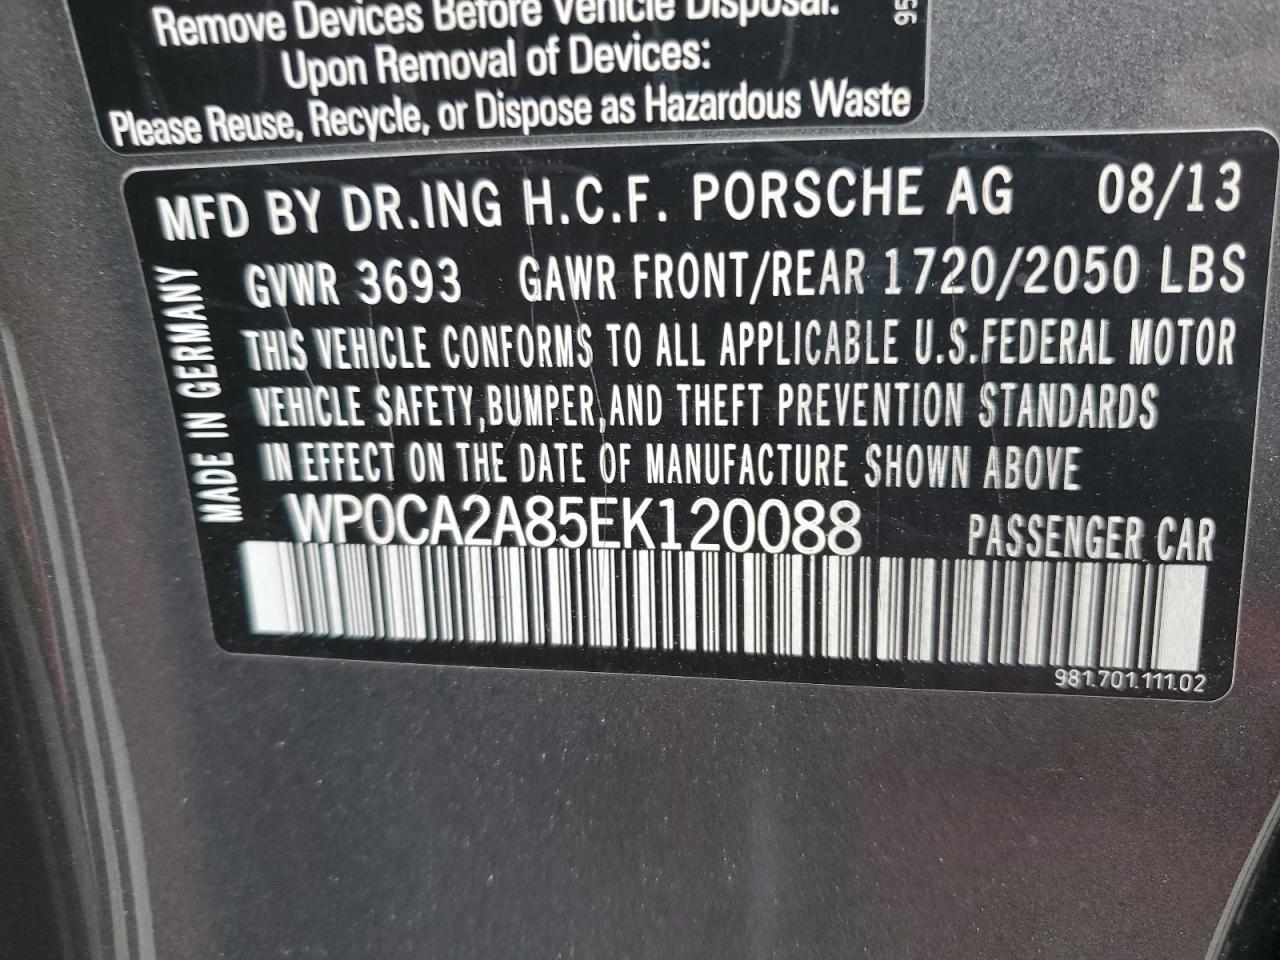 Remove Devices Before Vehicle Disposal.
Upon Removal of Devices:
Please Reuse, Recycle, or Dispose as Hazardous Waste
95
MFD BY DR.ING H.C.F. PORSCHE AG 08/13
GVWR 3693 GAWR FRONT/REAR 1720/2050 LBS
THIS VEHICLE CONFORMS TO ALL APPLICABLE U.S.FEDERAL MOTOR
VEHICLE SAFETY,BUMPER,AND THEFT PREVENTION STANDARDS
IN EFFECT ON THE DATE OF MANUFACTURE SHOWN ABOVE
WP0CA2A85EK120088 PASSENGER CAR
MADE IN GERMANY
981.701.111.02